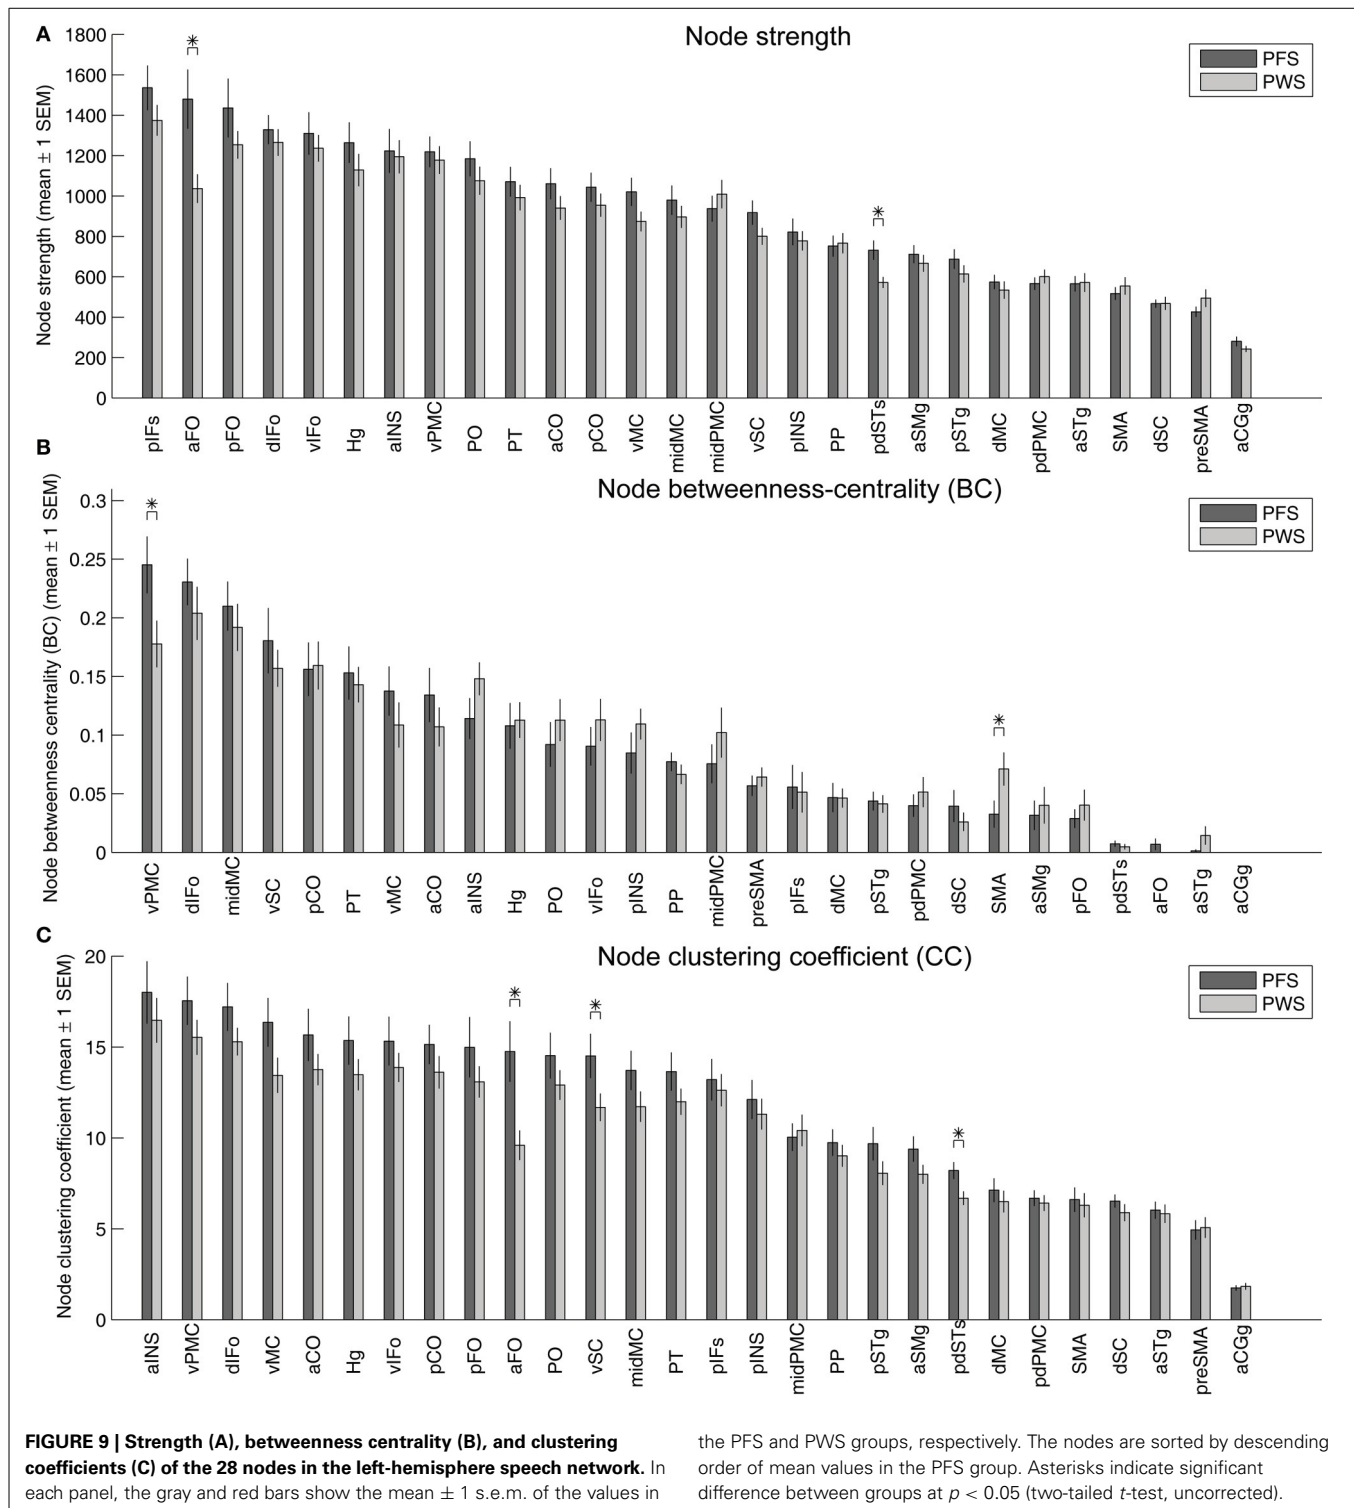 A
Node strength
PFS
PWS
Node strength (mean ± 1 SEM)
1800
1600
1400
1200
1000
800
600
400
200
0
* *
pIFs aFO pFO dIFo vIFo Hg aINS vPMC PO PT aCO pCO vMC midMC midPMC vSC pINS PP pdSTs aSMg pSTg dMC pdPMC aSTg SMA dSC preSMA aCGg
B
Node betweenness-centrality (BC)
PFS
PWS
Node betweenness centrality (BC) (mean ± 1 SEM)
0.3
0.25
0.2
0.15
0.1
0.05
0
* *
vPMC dIFo midMC vSC pCO PT vMC aCO aINS Hg PO vIFo pINS PP midPMC preSMA pIFs dMC pSTg pdPMC dSC SMA aSMg pFO pdSTs aFO aSTg aCGg
C
Node clustering coefficient (CC)
PFS
PWS
Node clustering coefficient (mean ± 1 SEM)
20
15
10
5
0
* * *
aINS vPMC dIFo vMC aCO Hg vIFo pCO pFO aFO PO vSC midMC PT pIFs pINS midPMC PP pSTg aSMg pdSTs dMC pdPMC SMA dSC aSTg preSMA aCGg
FIGURE 9 | Strength (A), betweenness centrality (B), and clustering
coefficients (C) of the 28 nodes in the left-hemisphere speech network. In
each panel, the gray and red bars show the mean ± 1 s.e.m. of the values in
the PFS and PWS groups, respectively. The nodes are sorted by descending
order of mean values in the PFS group. Asterisks indicate significant
difference between groups at p < 0.05 (two-tailed t-test, uncorrected).